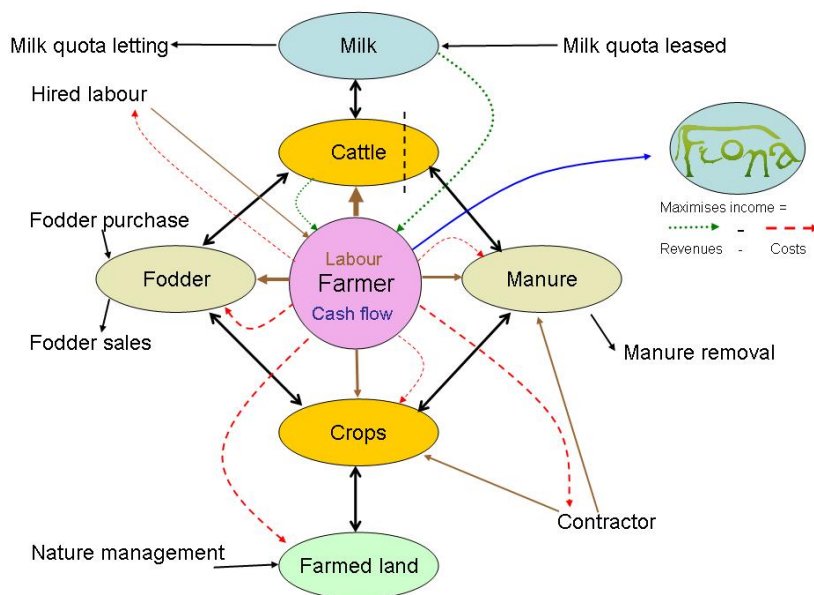 Milk quota letting
Milk
Milk quota leased
Hired labour
Cattle
Fiona
Maximises income =
-
Revenues - Costs
Fodder purchase
Labour
Farmer
Cash flow
Fodder
Manure
Fodder sales
Manure removal
Crops
Contractor
Nature management
Farmed land